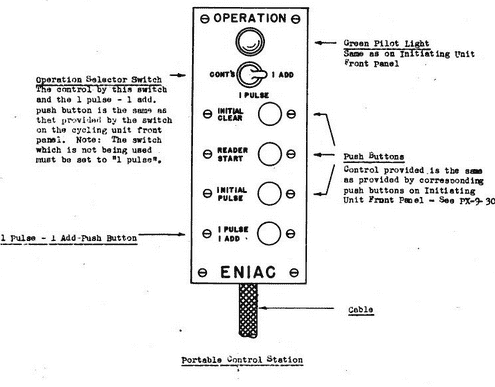 OPERATION
Green Pilot Light
Same as on Initiating Unit
Front Panel
CONT'S
1 ADD
1 PULSE
Operation Selector Switch
The control by this switch
and the 1 pulse - 1 add.
push button is the same as
that provided by the switch
on the cycling unit front
panel. Note: The switch
which is not being used
must be set to "1 pulse".
INITIAL
CLEAR
READER
START
INITIAL
PULSE
1 PULSE
1 ADD
Push Buttons
Control provided is the same
as provided by corresponding
push buttons on Initiating
Unit Front Panel - See PX-9-30
1 Pulse - 1 Add-Push Button
ENIAC
Cable
Portable Control Station